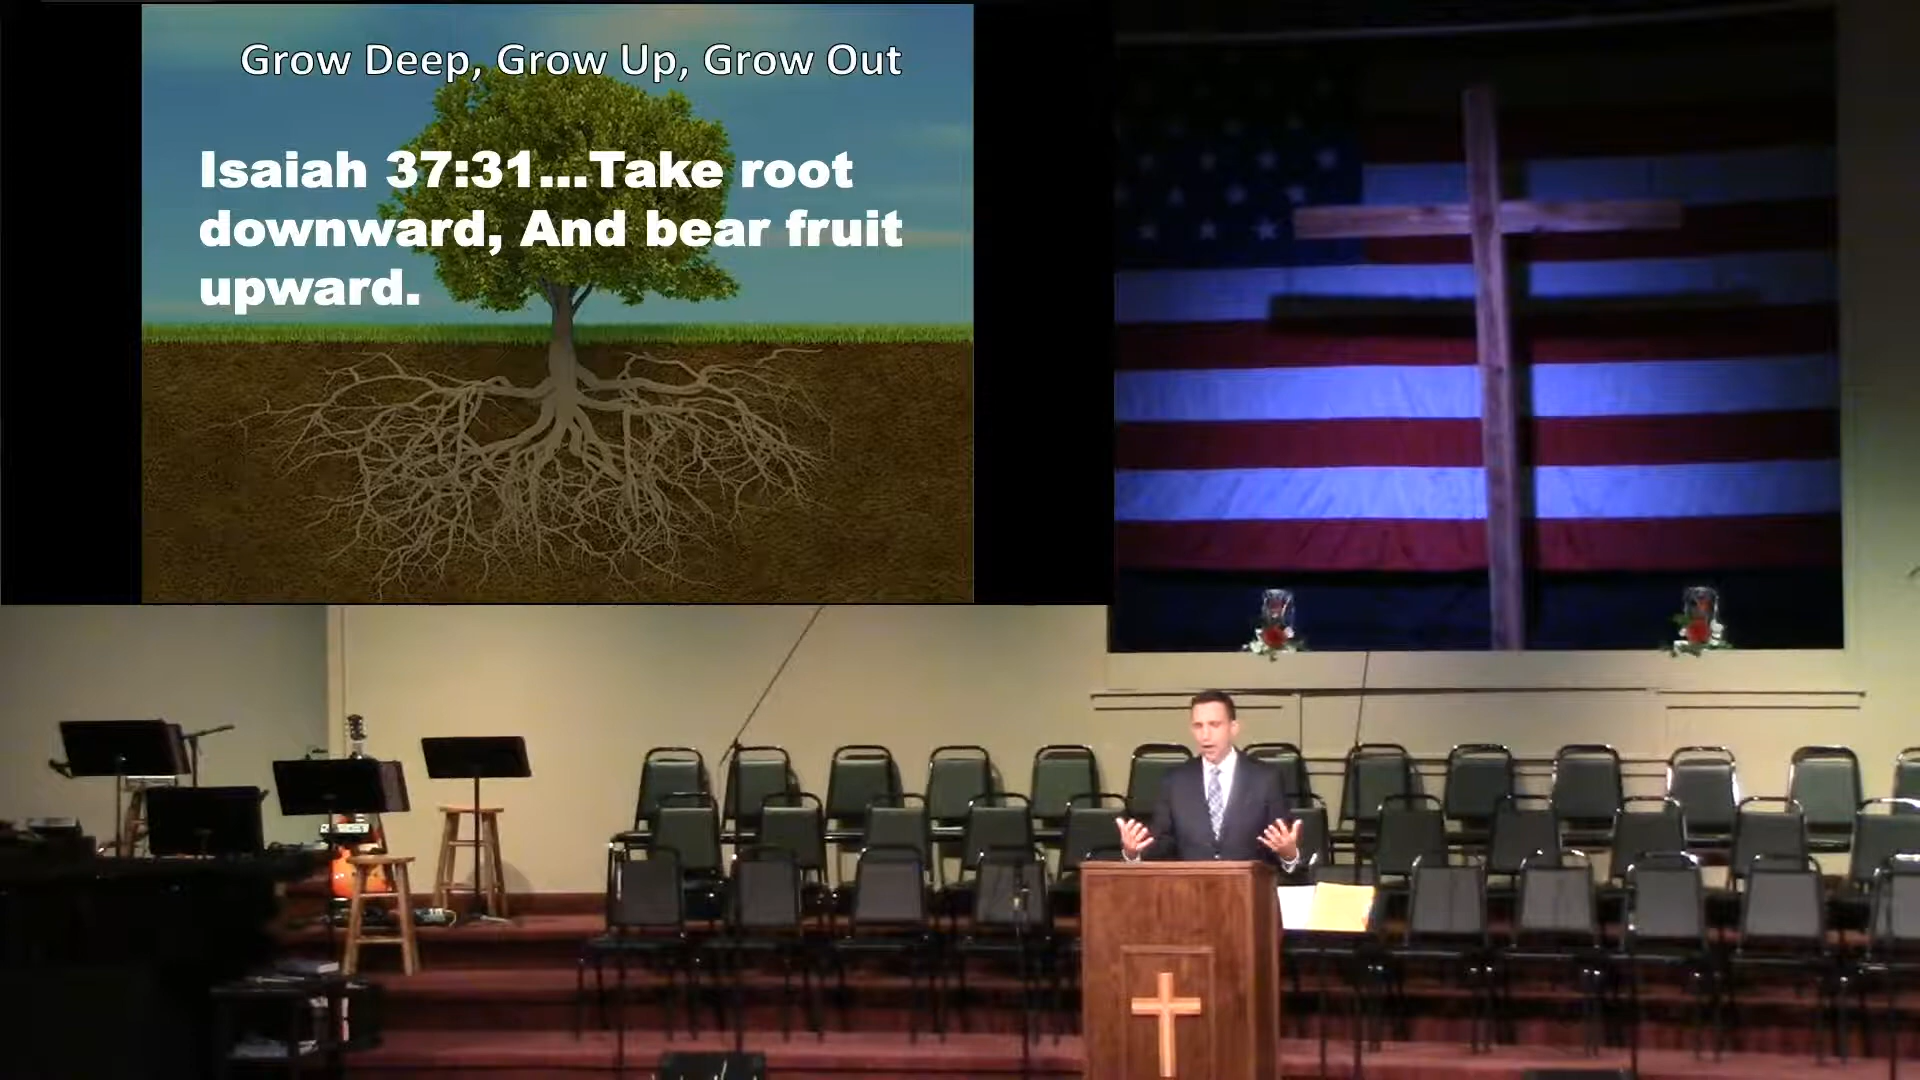 Grow Deep, Grow Up, Grow Out
Isaiah 37:31...Take root
downward, And bear fruit
upward.